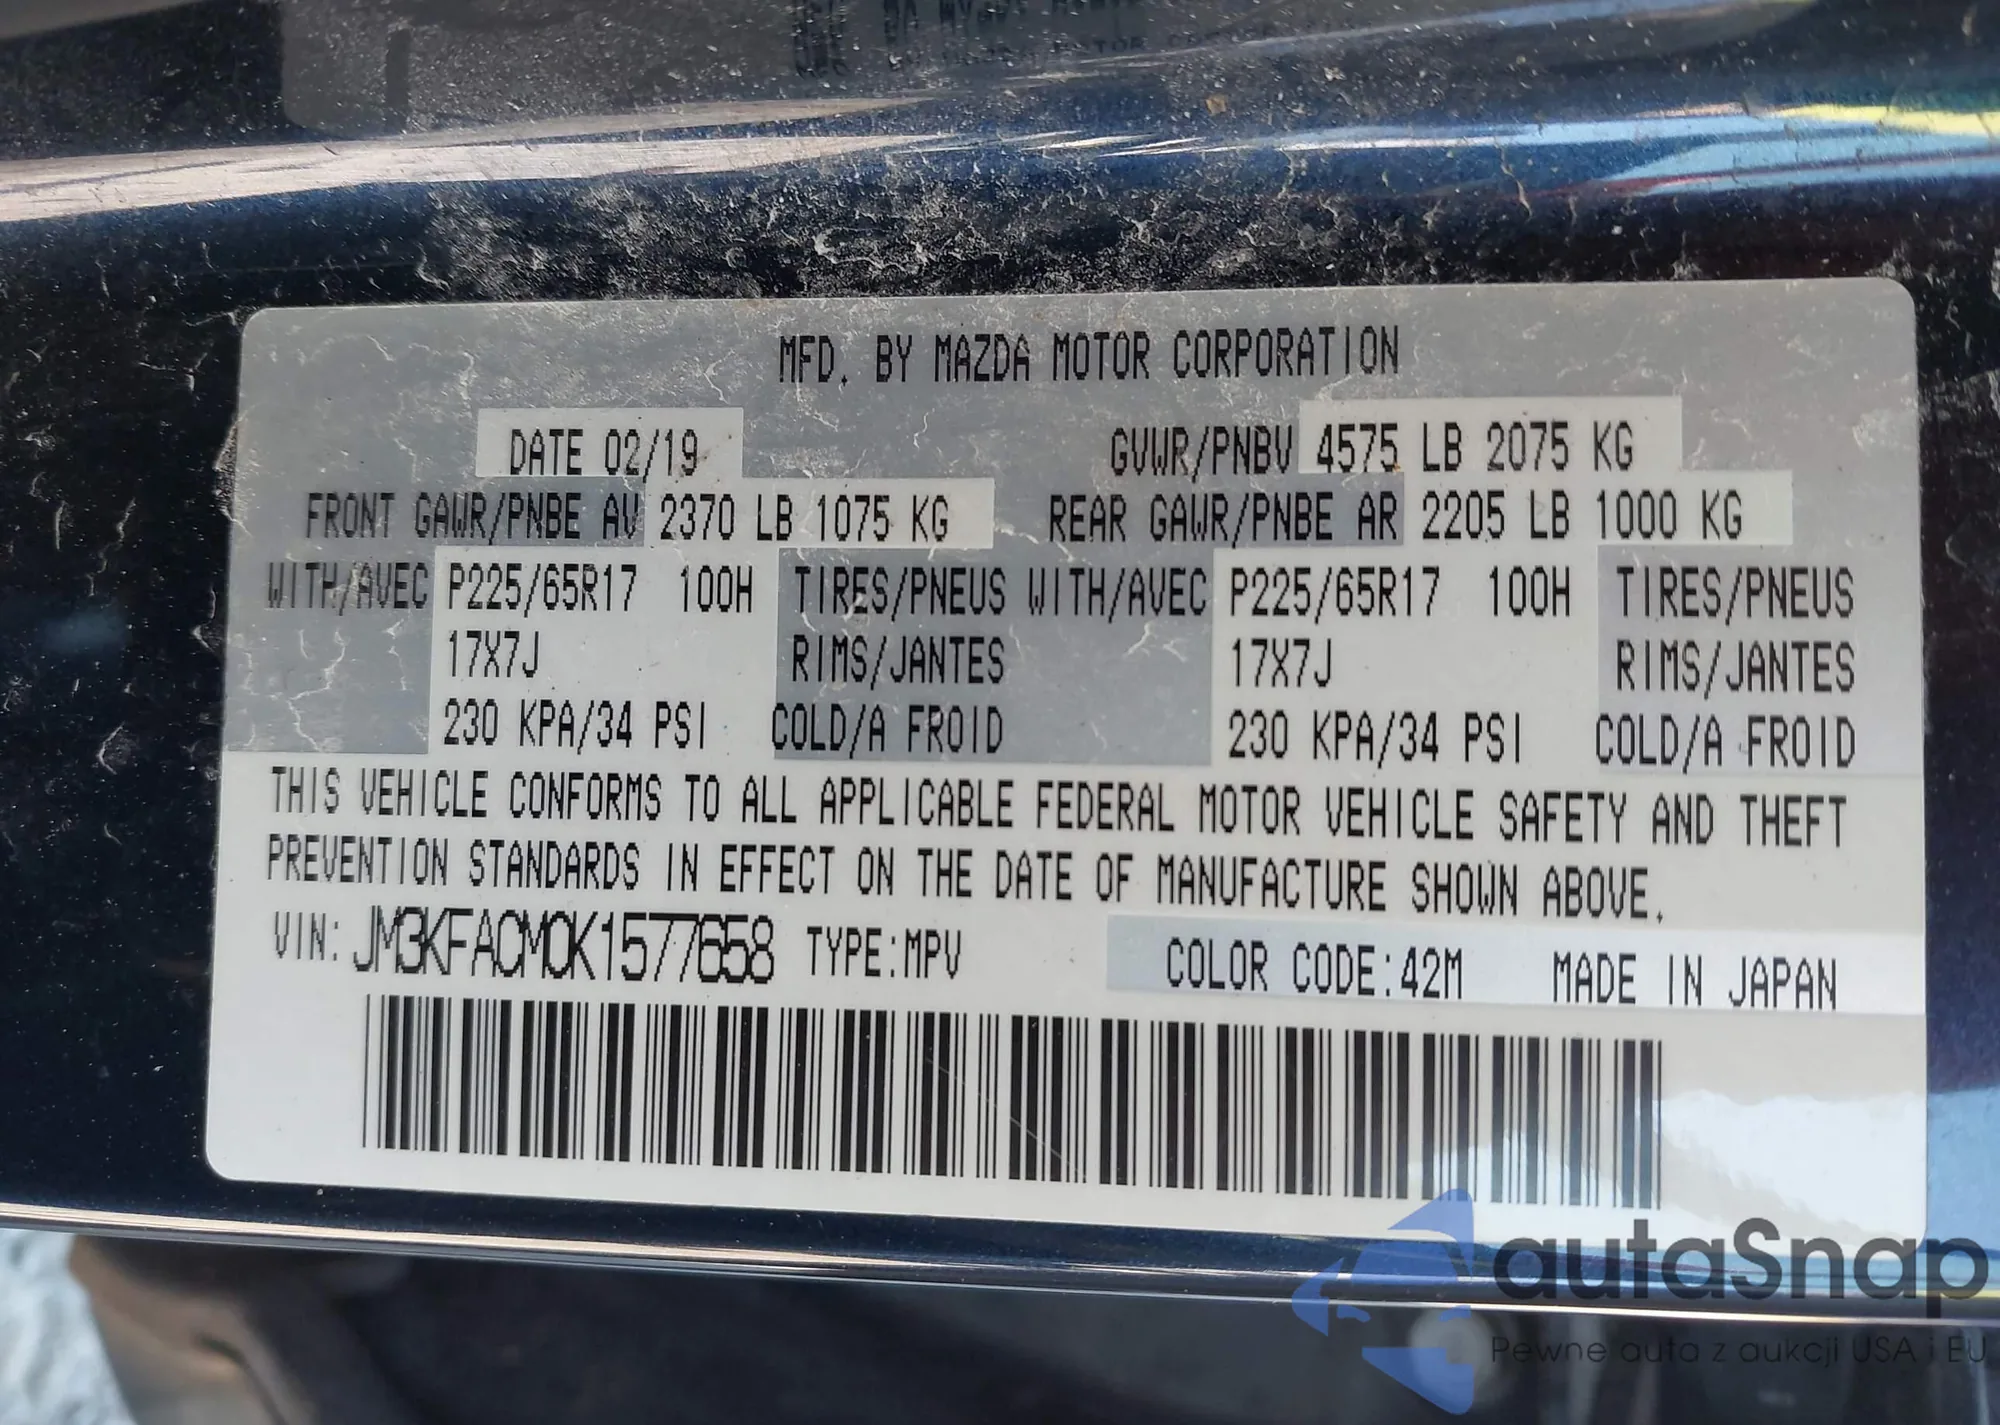 MFD. BY MAZDA MOTOR CORPORATION
DATE 02/19 GVWR/PNBV 4575 LB 2075 KG
FRONT GAWR/PNBE AV 2370 LB 1075 KG REAR GAWR/PNBE AR 2205 LB 1000 KG
WITH/AVEC P225/65R17 100H TIRES/PNEUS WITH/AVEC P225/65R17 100H TIRES/PNEUS
17X7J RIMS/JANTES 17X7J RIMS/JANTES
230 KPA/34 PSI COLD/A FROID 230 KPA/34 PSI COLD/A FROID
THIS VEHICLE CONFORMS TO ALL APPLICABLE FEDERAL MOTOR VEHICLE SAFETY AND THEFT
PREVENTION STANDARDS IN EFFECT ON THE DATE OF MANUFACTURE SHOWN ABOVE.
VIN: JM3KFACM0K1577658 TYPE:MPV COLOR CODE:42M MADE IN JAPAN
autaSnap
Pewne auta z aukcji USA i EU